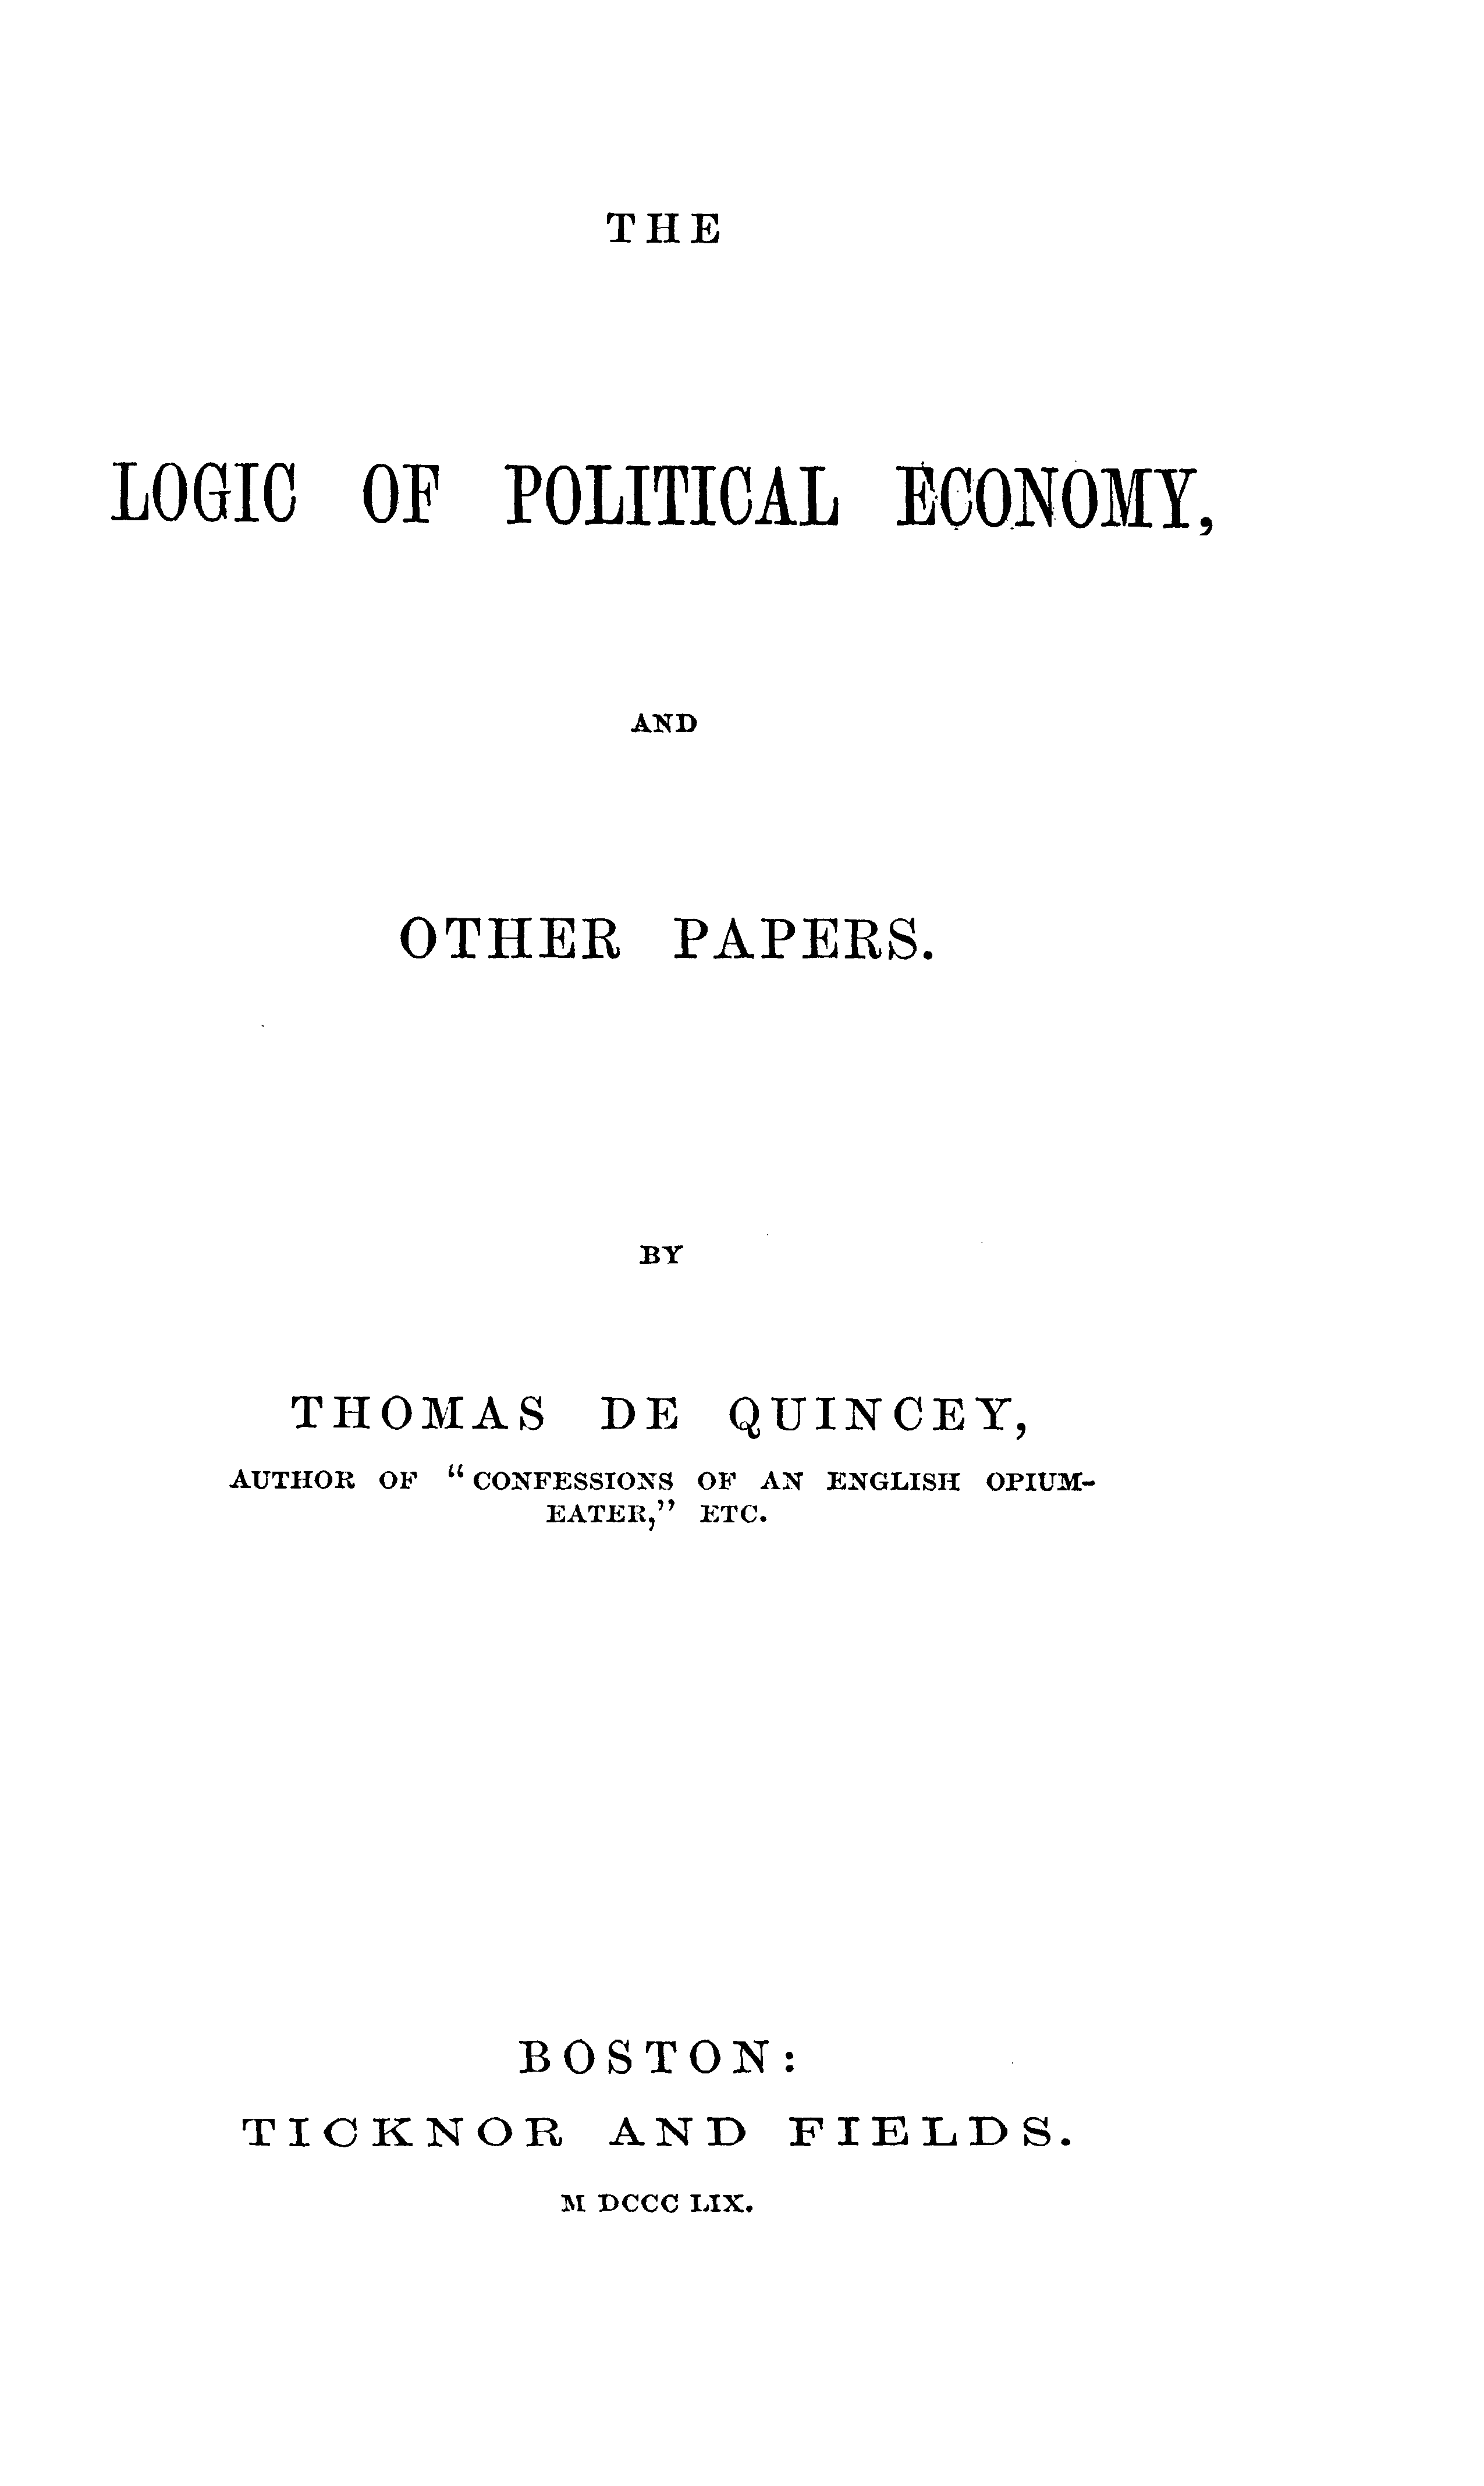 THE
LOGIC OF POLITICAL ECONOMY,
AND
OTHER PAPERS.
BY
THOMAS DE QUINCEY,
AUTHOR OF "CONFESSIONS OF AN ENGLISH OPIUM-
EATER," ETC.
BOSTON:
TICKNOR AND FIELDS.
M DCCC LIX.